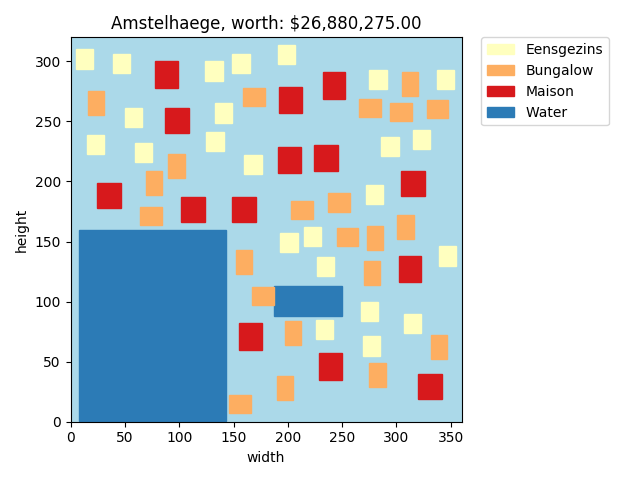 Amstelhaege, worth: $26,880,275.00
Eensgezins
Bungalow
Maison
Water
height
300
250
200
150
100
50
0
0 50 100 150 200 250 300 350
width